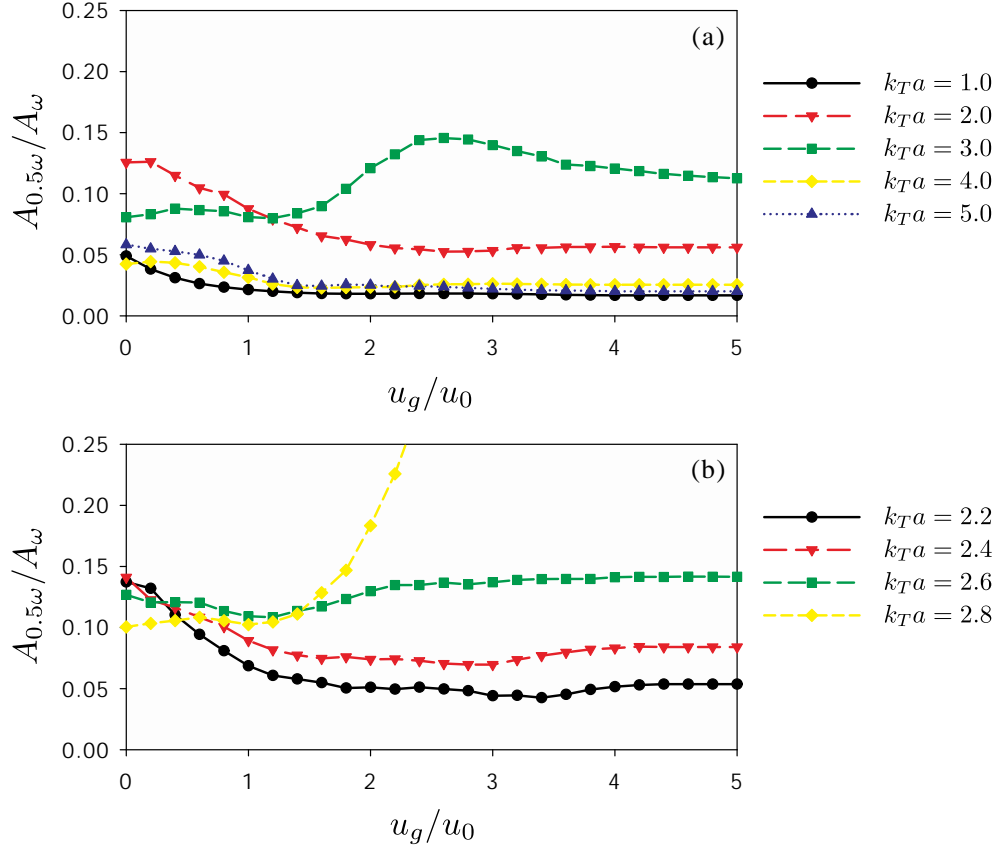 0.25
0.20
0.15
0.10
0.05
0.00
A_{0.5ω}/A_ω
(a)
0 1 2 3 4 5
u_g/u_0
k_T a = 1.0
k_T a = 2.0
k_T a = 3.0
k_T a = 4.0
k_T a = 5.0
0.25
0.20
0.15
0.10
0.05
0.00
A_{0.5ω}/A_ω
(b)
0 1 2 3 4 5
u_g/u_0
k_T a = 2.2
k_T a = 2.4
k_T a = 2.6
k_T a = 2.8